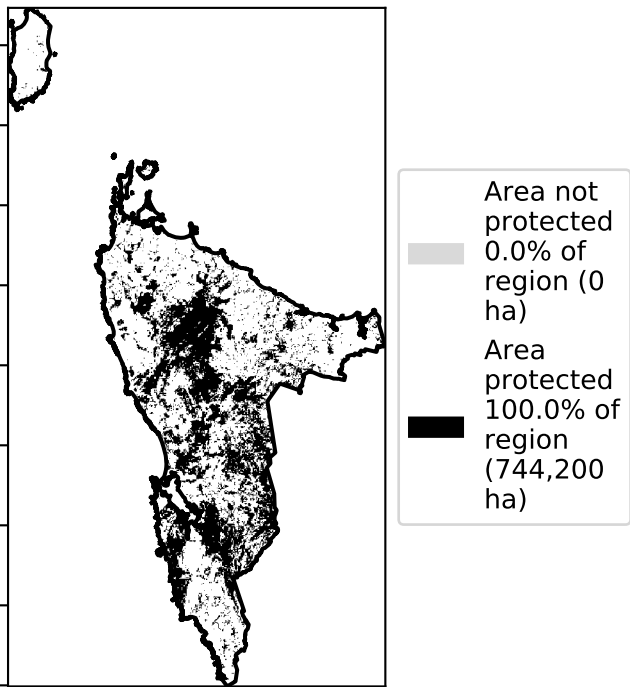 Area not
protected
0.0% of
region (0
ha)
Area
protected
100.0% of
region
(744,200
ha)